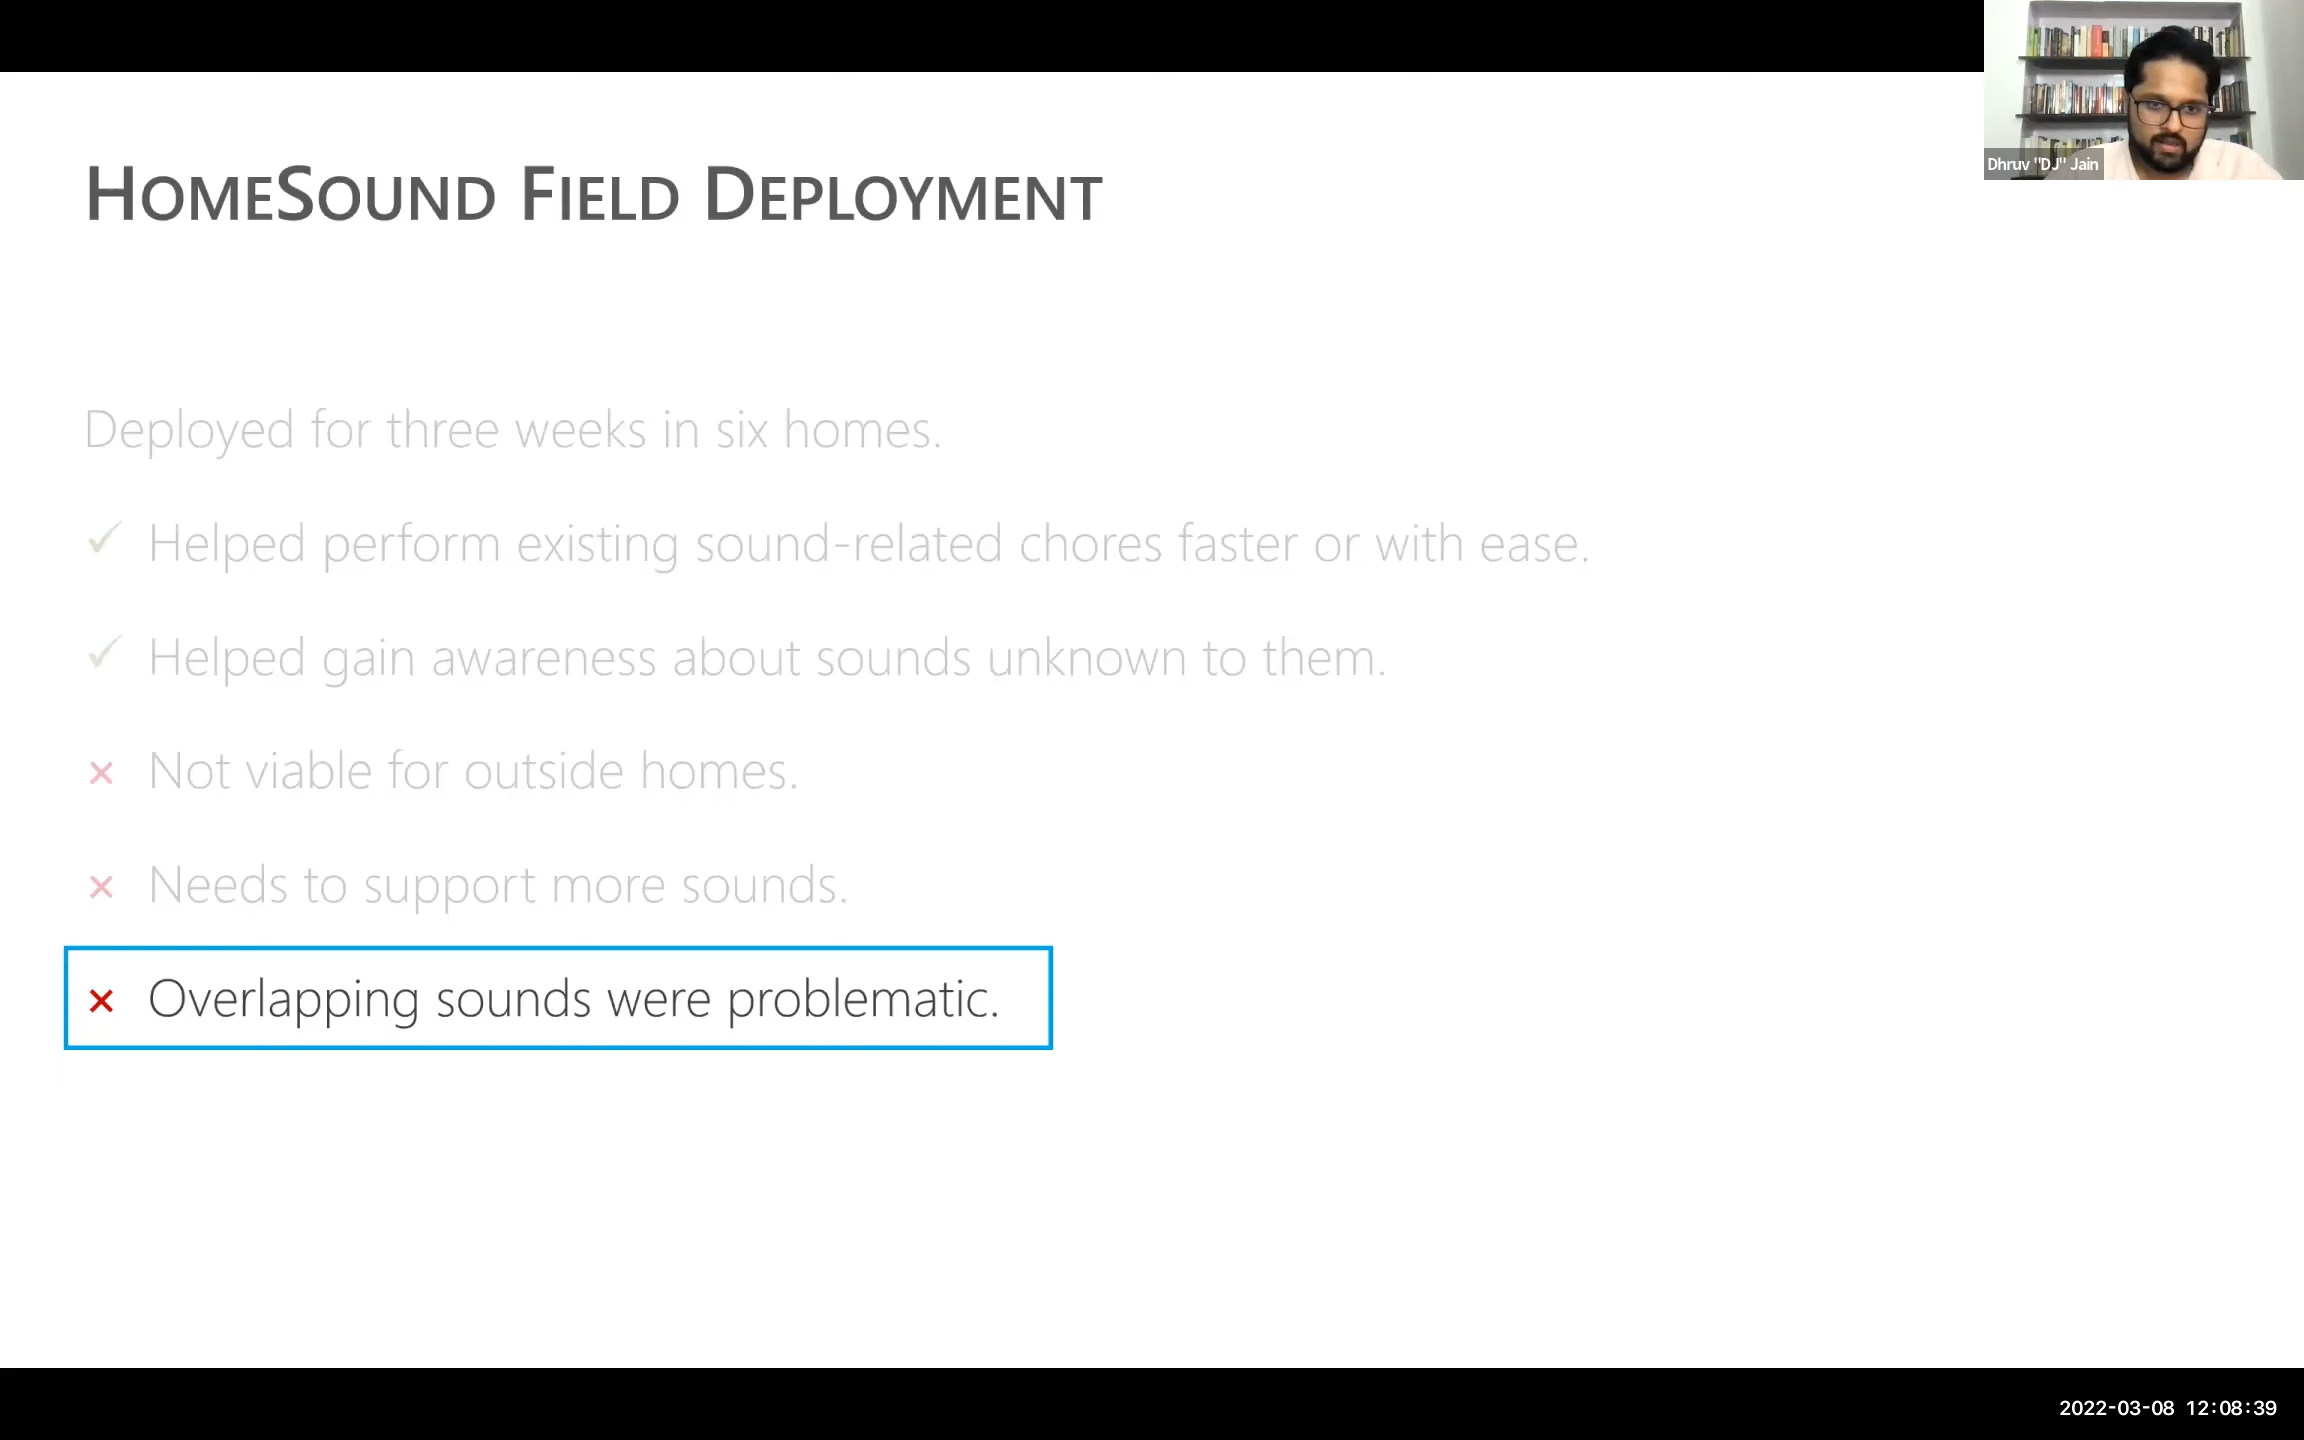 Dhruv "DJ" Jain
HOMESOUND FIELD DEPLOYMENT
Deployed for three weeks in six homes.
✓ Helped perform existing sound-related chores faster or with ease.
✓ Helped gain awareness about sounds unknown to them.
× Not viable for outside homes.
× Needs to support more sounds.
× Overlapping sounds were problematic.
2022-03-08 12:08:39